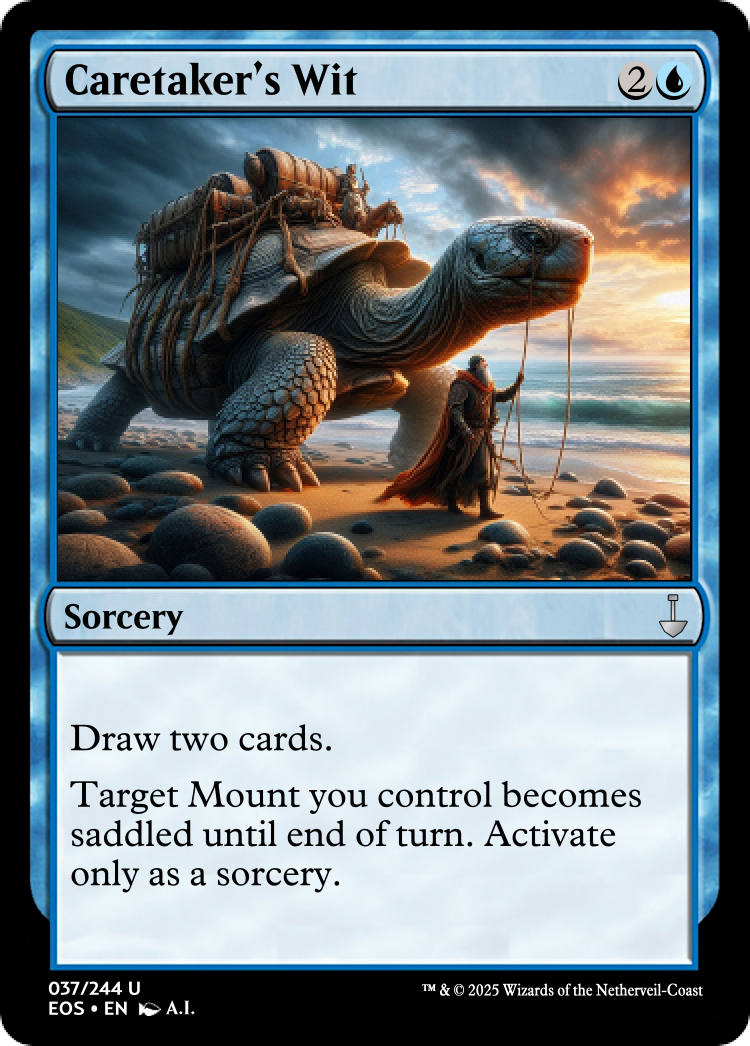 Caretaker's Wit 2
Sorcery
Draw two cards.
Target Mount you control becomes
saddled until end of turn. Activate
only as a sorcery.
037/244 U
EOS • EN A.I.
™ & © 2025 Wizards of the Netherveil-Coast